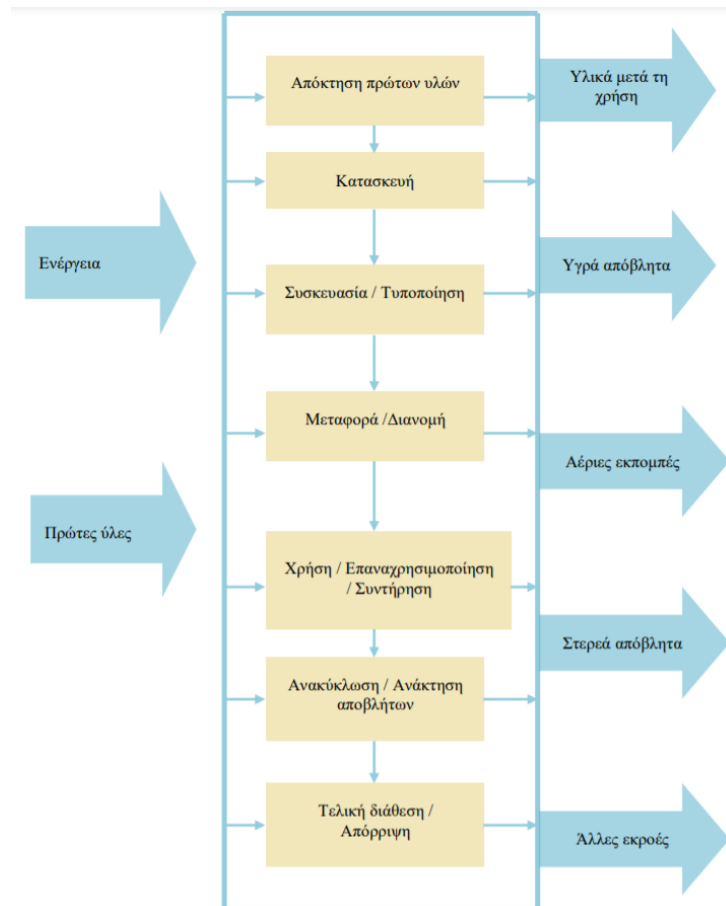 Ενέργεια
Πρώτες ύλες
Απόκτηση πρώτων υλών
Κατασκευή
Συσκευασία / Τυποποίηση
Μεταφορά /Διανομή
Χρήση / Επαναχρησιμοποίηση
/ Συντήρηση
Ανακύκλωση / Ανάκτηση
αποβλήτων
Τελική διάθεση /
Απόρριψη
Υλικά μετά τη
χρήση
Υγρά απόβλητα
Αέριες εκπομπές
Στερεά απόβλητα
Άλλες εκροές